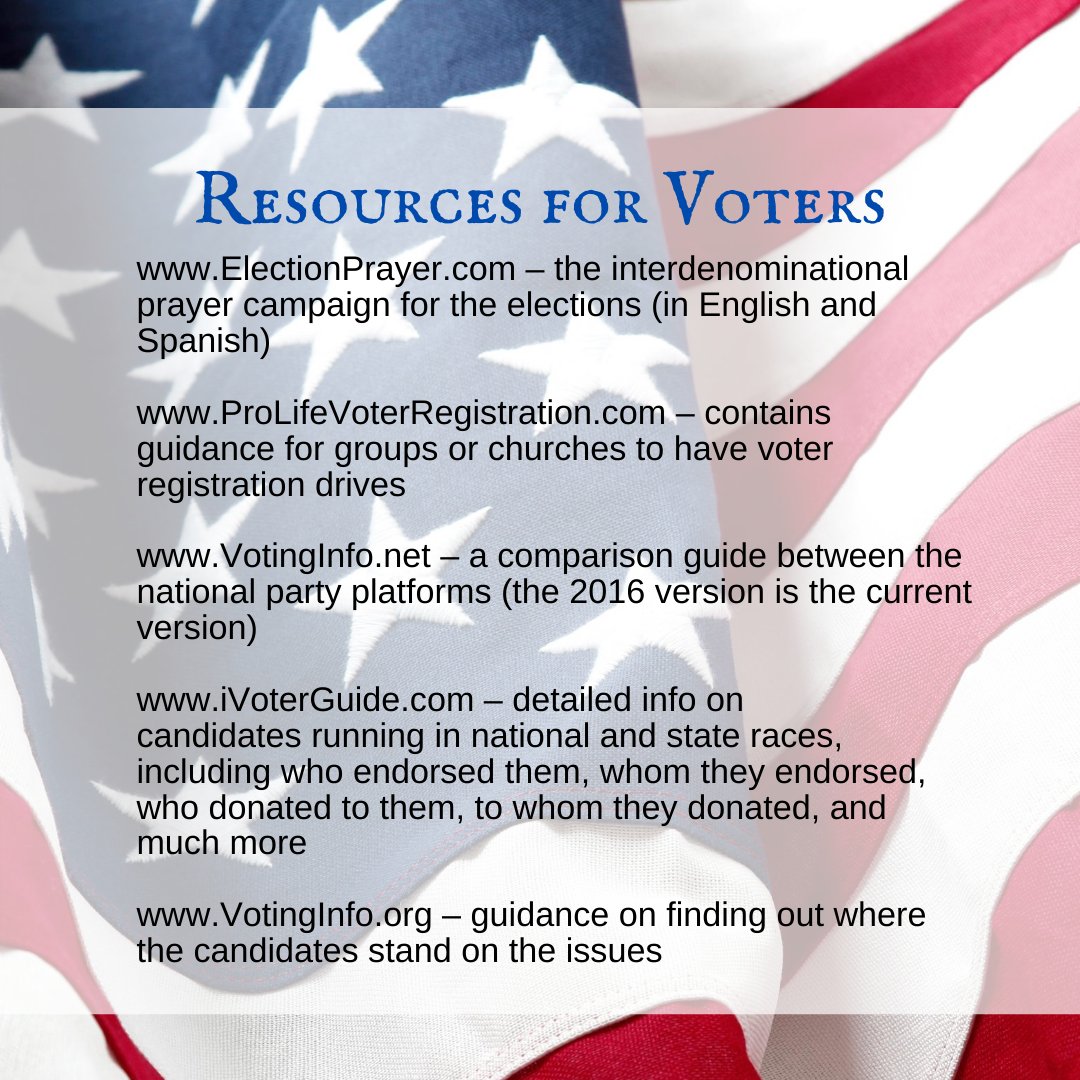 Resources for Voters
www.ElectionPrayer.com – the interdenominational
prayer campaign for the elections (in English and
Spanish)
www.ProLifeVoterRegistration.com – contains
guidance for groups or churches to have voter
registration drives
www.VotingInfo.net – a comparison guide between the
national party platforms (the 2016 version is the current
version)
www.iVoterGuide.com – detailed info on
candidates running in national and state races,
including who endorsed them, whom they endorsed,
who donated to them, to whom they donated, and
much more
www.VotingInfo.org – guidance on finding out where
the candidates stand on the issues